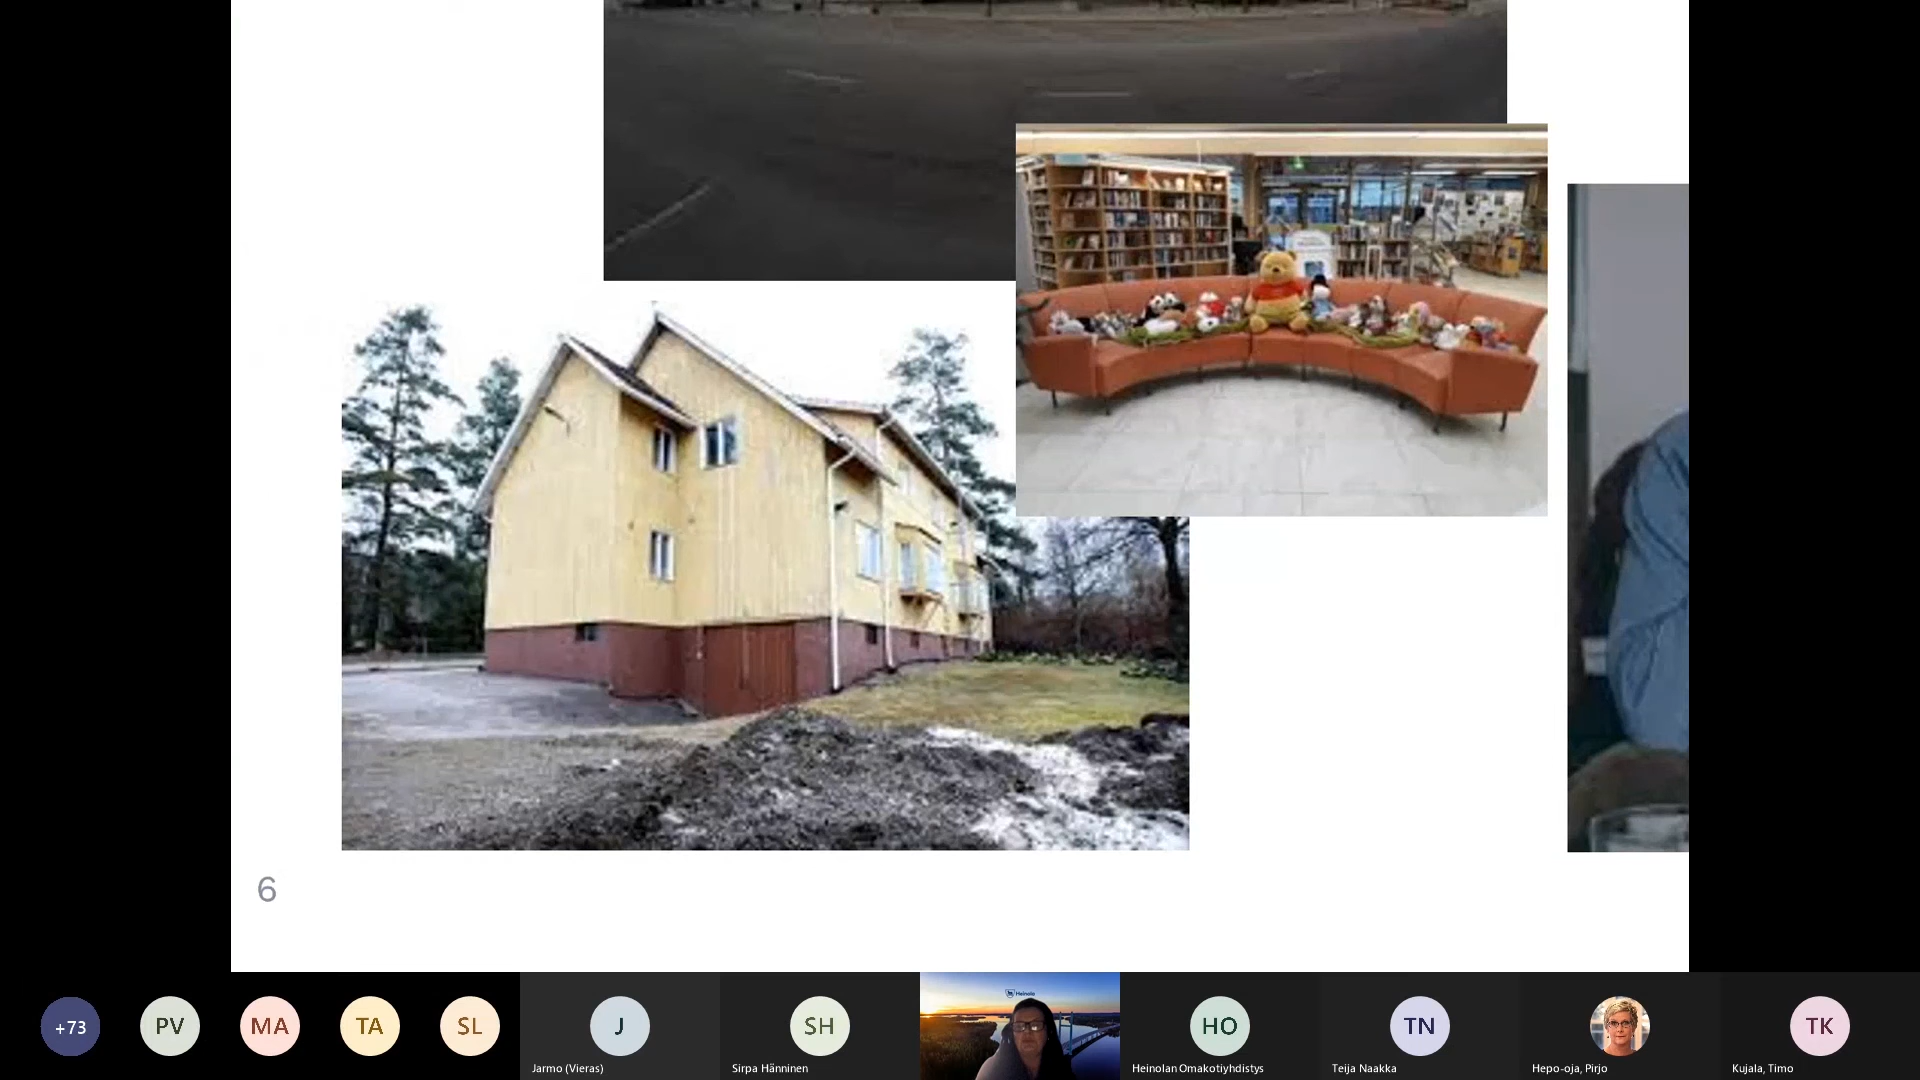 6
+73
PV
MA
TA
SL
J
SH
Heinola
HO
TN
TK
Jarmo (Vieras)
Sirpa Hänninen
Heinolan Omakotiyhdistys
Teija Naakka
Hepo-oja, Pirjo
Kujala, Timo